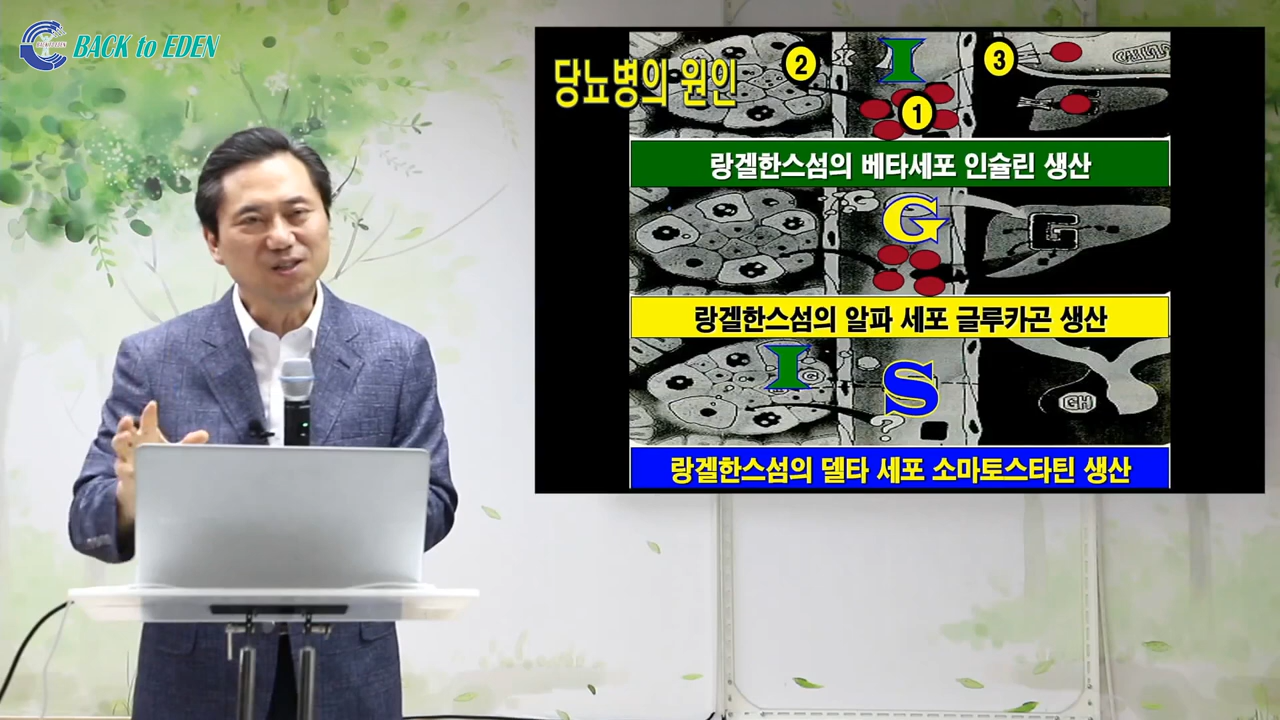 BACK to EDEN
당뇨병의 원인
2
I
3
1
랑겔한스섬의 베타세포 인슐린 생산
G
G
랑겔한스섬의 알파 세포 글루카곤 생산
I
G
S
?
GH
랑겔한스섬의 델타 세포 소마토스타틴 생산